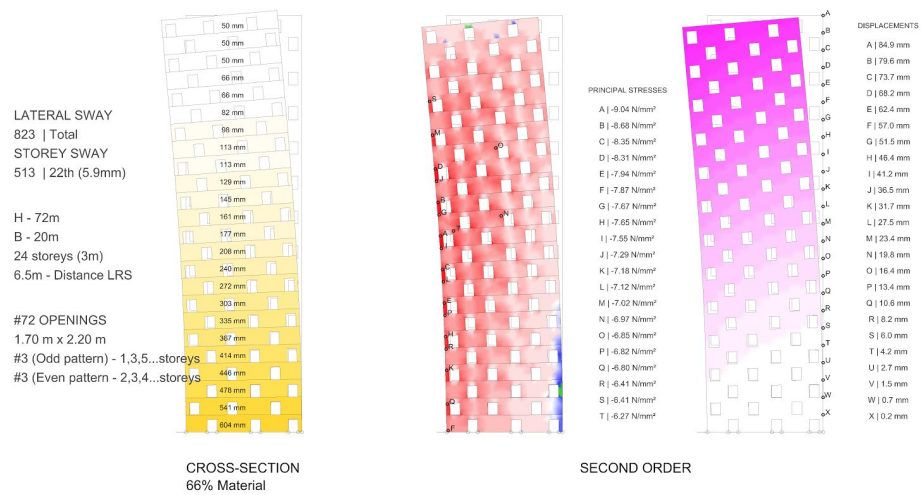 LATERAL SWAY
823 | Total
STOREY SWAY
513 | 22th (5.9mm)
H - 72m
B - 20m
24 storeys (3m)
6.5m - Distance LRS
#72 OPENINGS
1.70 m x 2.20 m
#3 (Odd pattern) - 1,3,5...storeys
#3 (Even pattern - 2,3,4...storeys
50 mm
50 mm
50 mm
66 mm
66 mm
82 mm
98 mm
113 mm
113 mm
129 mm
145 mm
161 mm
177 mm
208 mm
240 mm
272 mm
303 mm
335 mm
367 mm
414 mm
446 mm
478 mm
541 mm
604 mm
CROSS-SECTION
66% Material
S
M
O
D
J
B
G
N
A
I
C
L
E
P
H
R
K
Q
F
PRINCIPAL STRESSES
A | -9.04 N/mm²
B | -8.68 N/mm²
C | -8.35 N/mm²
D | -8.31 N/mm²
E | -7.94 N/mm²
F | -7.87 N/mm²
G | -7.67 N/mm²
H | -7.65 N/mm²
I | -7.55 N/mm²
J | -7.29 N/mm²
K | -7.18 N/mm²
L | -7.12 N/mm²
M | -7.02 N/mm²
N | -6.97 N/mm²
O | -6.85 N/mm²
P | -6.82 N/mm²
Q | -6.80 N/mm²
R | -6.41 N/mm²
S | -6.41 N/mm²
T | -6.27 N/mm²
SECOND ORDER
A
B
C
D
E
F
G
H
I
J
K
L
M
N
O
P
Q
R
S
T
U
V
W
X
DISPLACEMENTS
A | 84.9 mm
B | 79.6 mm
C | 73.7 mm
D | 68.2 mm
E | 62.4 mm
F | 57.0 mm
G | 51.5 mm
H | 46.4 mm
I | 41.2 mm
J | 36.5 mm
K | 31.7 mm
L | 27.5 mm
M | 23.4 mm
N | 19.8 mm
O | 16.4 mm
P | 13.4 mm
Q | 10.6 mm
R | 8.2 mm
S | 6.0 mm
T | 4.2 mm
U | 2.7 mm
V | 1.5 mm
W | 0.7 mm
X | 0.2 mm